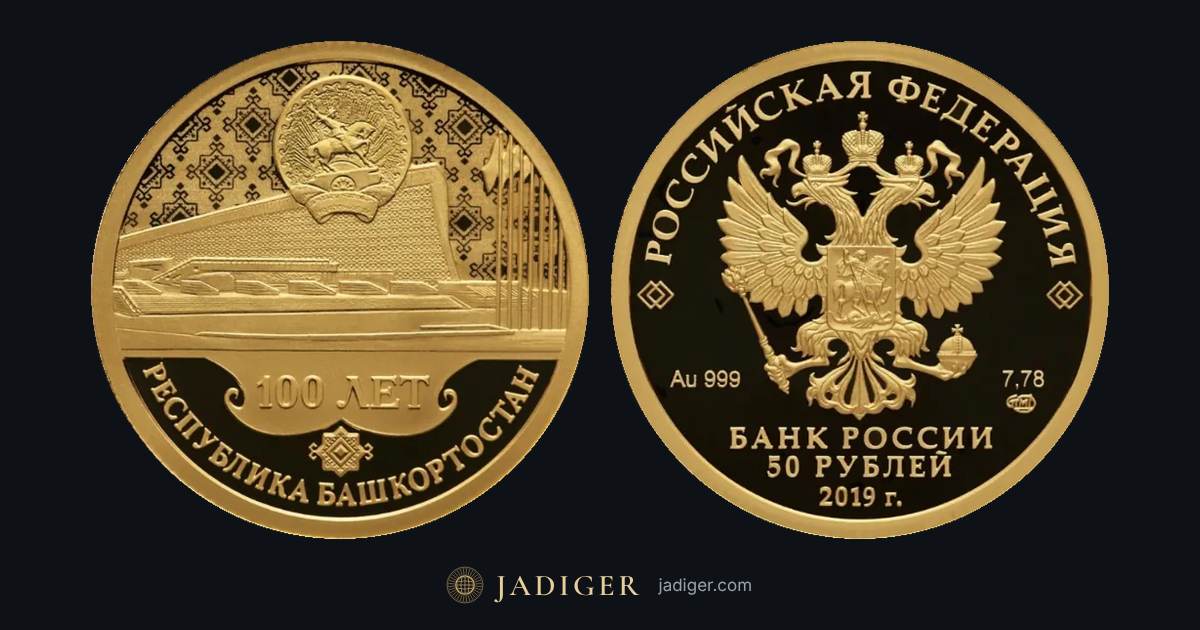 100 ЛЕТ
РЕСПУБЛИКА БАШКОРТОСТАН
РОССИЙСКАЯ ФЕДЕРАЦИЯ
Au 999
7,78
БАНК РОССИИ
50 РУБЛЕЙ
2019 г.
JADIGER
jadiger.com